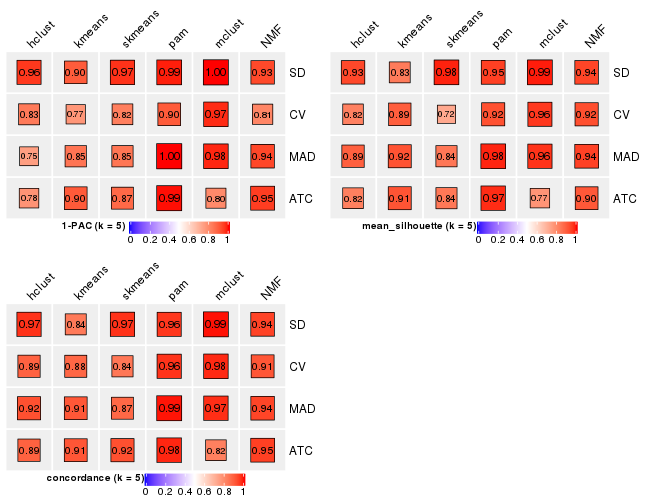 hclust kmeans skmeans pam mclust NMF
0.96 0.90 0.97 0.99 1.00 0.93 SD
0.83 0.77 0.82 0.90 0.97 0.81 CV
0.75 0.85 0.85 1.00 0.98 0.94 MAD
0.78 0.90 0.87 0.99 0.80 0.95 ATC
1-PAC (k = 5)
0 0.2 0.4 0.6 0.8 1
hclust kmeans skmeans pam mclust NMF
0.93 0.83 0.98 0.95 0.99 0.94 SD
0.82 0.89 0.72 0.92 0.96 0.92 CV
0.89 0.92 0.84 0.98 0.96 0.94 MAD
0.82 0.91 0.84 0.97 0.77 0.90 ATC
mean_silhouette (k = 5)
0 0.2 0.4 0.6 0.8 1
hclust kmeans skmeans pam mclust NMF
0.97 0.84 0.97 0.96 0.99 0.94 SD
0.89 0.88 0.84 0.96 0.98 0.91 CV
0.92 0.91 0.87 0.99 0.97 0.94 MAD
0.89 0.91 0.92 0.98 0.82 0.95 ATC
concordance (k = 5)
0 0.2 0.4 0.6 0.8 1